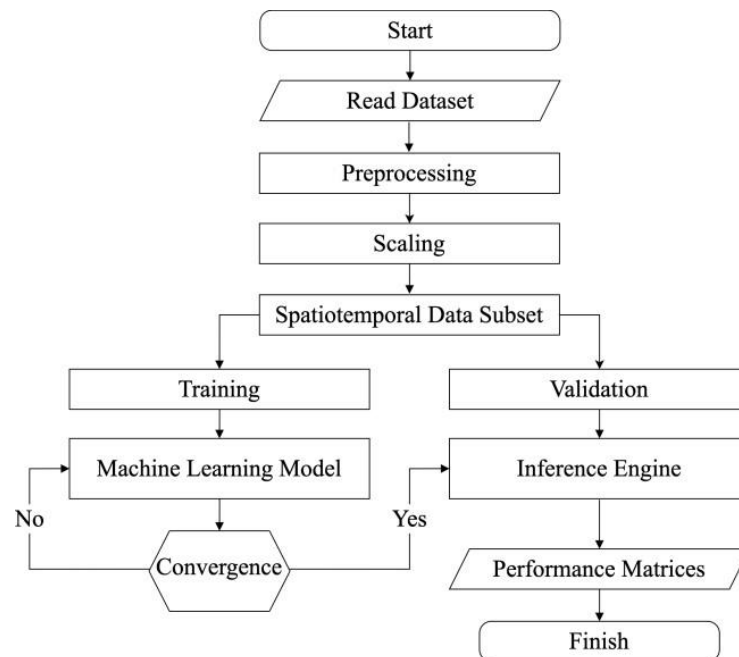 Start
Read Dataset
Preprocessing
Scaling
Spatiotemporal Data Subset
Training
Validation
Machine Learning Model
Inference Engine
No
Yes
Convergence
Performance Matrices
Finish